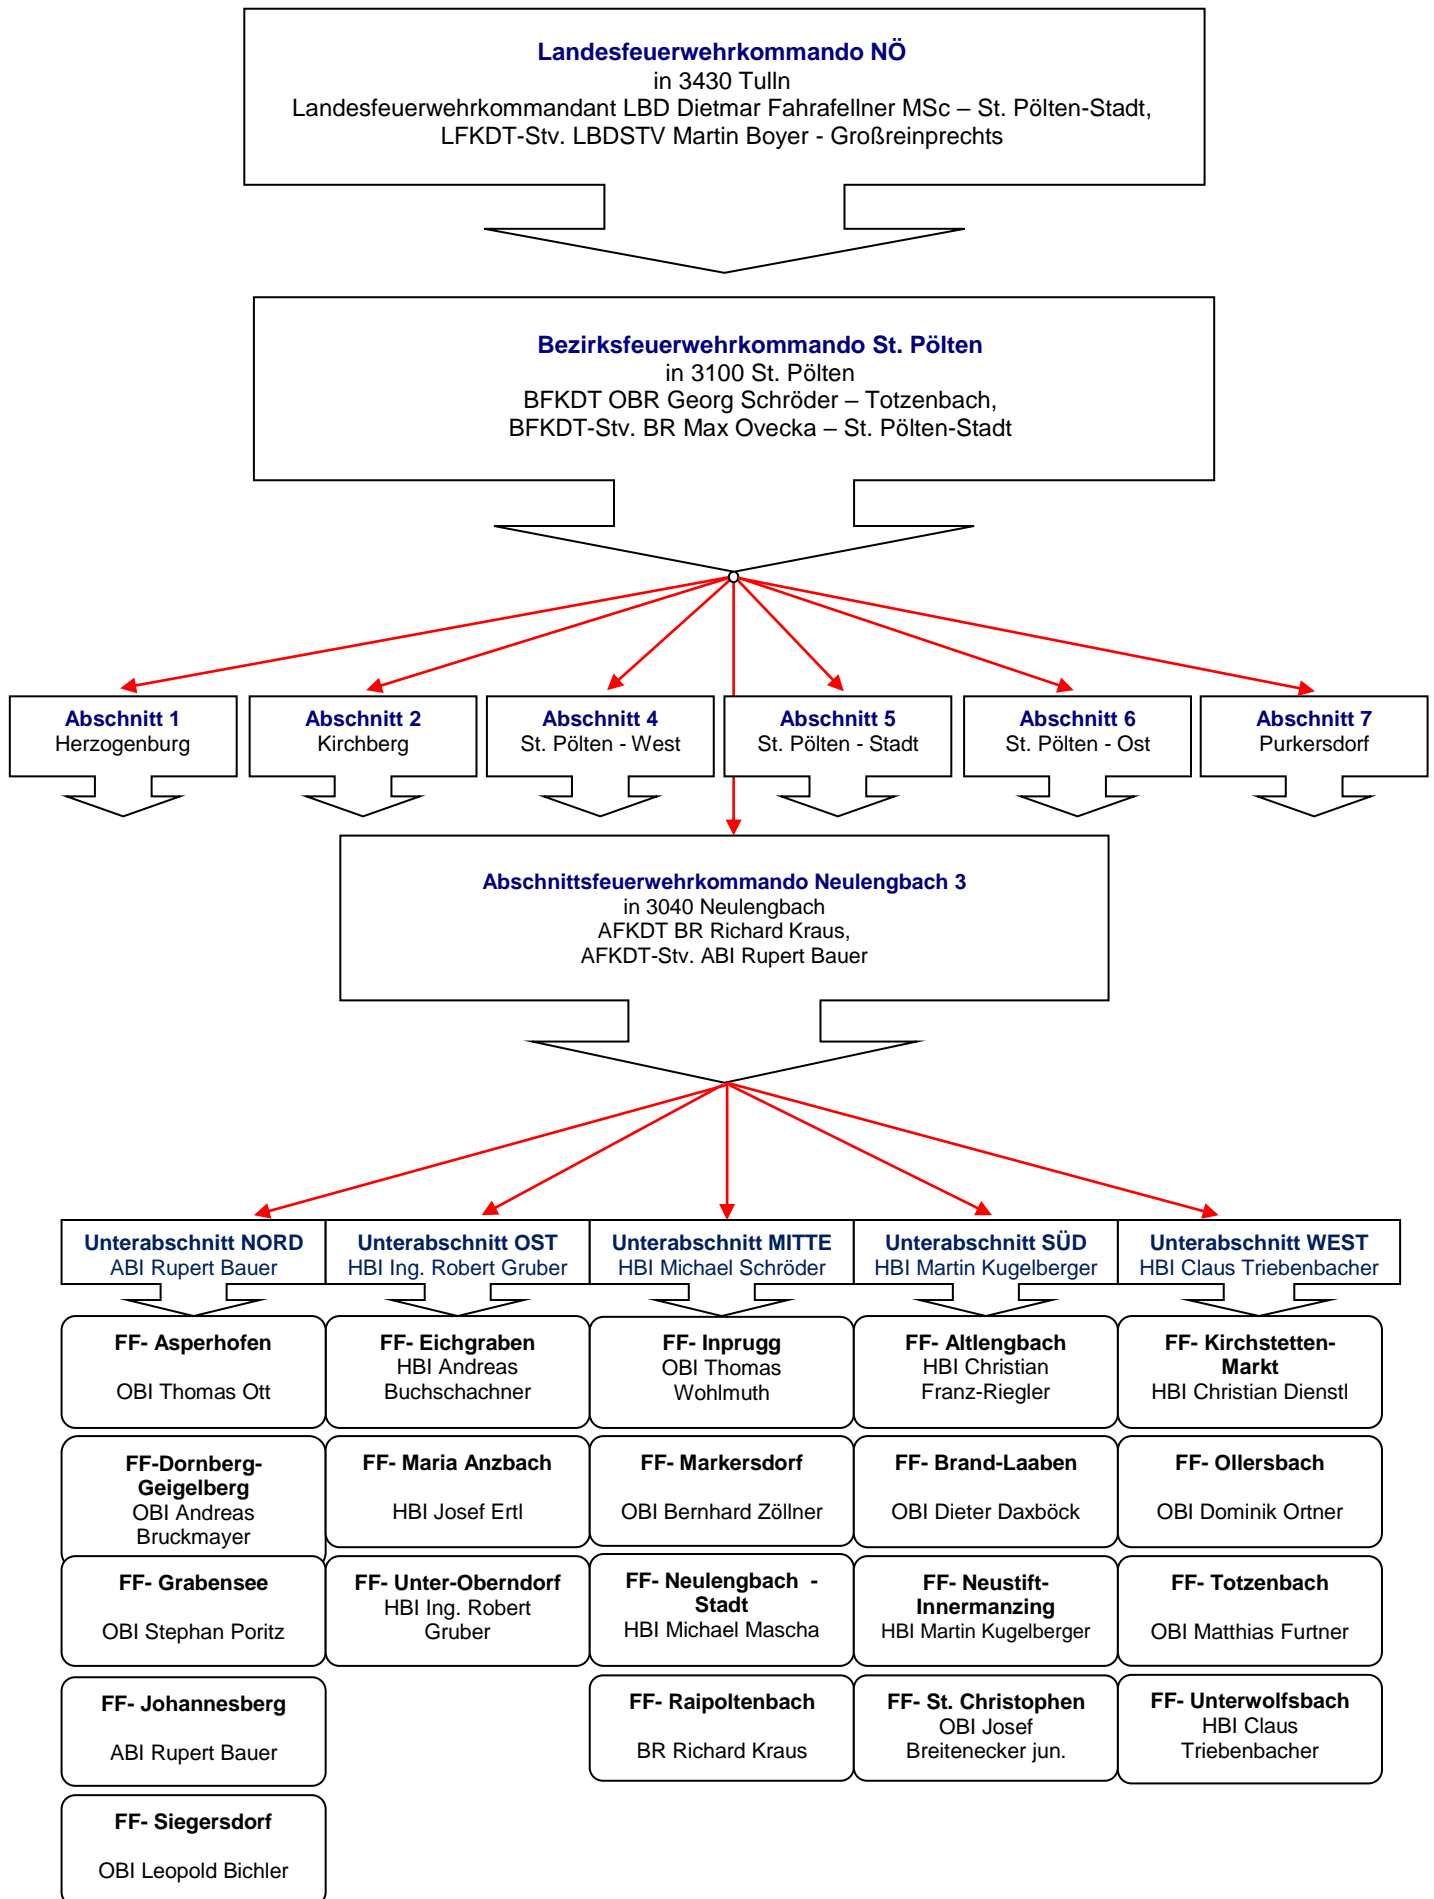 Landesfeuerwehrkommando NÖ
in 3430 Tulln
Landesfeuerwehrkommandant LBD Dietmar Fahrafellner MSc – St. Pölten-Stadt,
LFKDT-Stv. LBDSTV Martin Boyer - Großreinprechts
Bezirksfeuerwehrkommando St. Pölten
in 3100 St. Pölten
BFKDT OBR Georg Schröder – Totzenbach,
BFKDT-Stv. BR Max Ovecka – St. Pölten-Stadt
Abschnitt 1
Herzogenburg
Abschnitt 2
Kirchberg
Abschnitt 4
St. Pölten - West
Abschnitt 5
St. Pölten - Stadt
Abschnitt 6
St. Pölten - Ost
Abschnitt 7
Purkersdorf
Abschnittsfeuerwehrkommando Neulengbach 3
in 3040 Neulengbach
AFKDT BR Richard Kraus,
AFKDT-Stv. ABI Rupert Bauer
Unterabschnitt NORD
ABI Rupert Bauer
Unterabschnitt OST
HBI Ing. Robert Gruber
Unterabschnitt MITTE
HBI Michael Schröder
Unterabschnitt SÜD
HBI Martin Kugelberger
Unterabschnitt WEST
HBI Claus Triebenbacher
FF- Asperhofen
OBI Thomas Ott
FF- Eichgraben
HBI Andreas
Buchschachner
FF- Inprugg
OBI Thomas
Wohlmuth
FF- Altlengbach
HBI Christian
Franz-Riegler
FF- Kirchstetten-
Markt
HBI Christian Dienstl
FF-Dornberg-
Geigelberg
OBI Andreas
Bruckmayer
FF- Maria Anzbach
HBI Josef Ertl
FF- Markersdorf
OBI Bernhard Zöllner
FF- Brand-Laaben
OBI Dieter Daxböck
FF- Ollersbach
OBI Dominik Ortner
FF- Grabensee
OBI Stephan Poritz
FF- Unter-Oberndorf
HBI Ing. Robert
Gruber
FF- Neulengbach -
Stadt
HBI Michael Mascha
FF- Neustift-
Innermanzing
HBI Martin Kugelberger
FF- Totzenbach
OBI Matthias Furtner
FF- Johannesberg
ABI Rupert Bauer
FF- Raipoltenbach
BR Richard Kraus
FF- St. Christophen
OBI Josef
Breitenecker jun.
FF- Unterwolfsbach
HBI Claus
Triebenbacher
FF- Siegersdorf
OBI Leopold Bichler